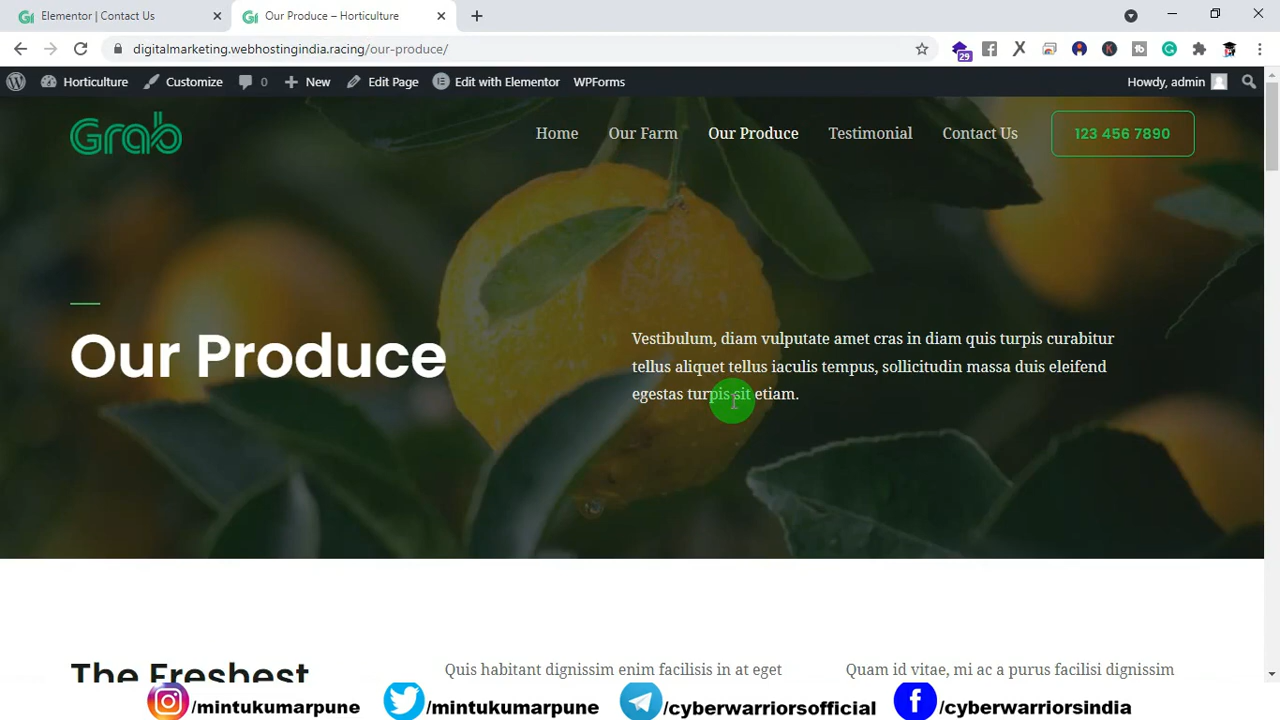 Elementor | Contact Us
Our Produce – Horticulture
digitalmarketing.webhostingindia.racing/our-produce/
29
Horticulture Customize 0 New Edit Page Edit with Elementor WPForms Howdy, admin
Grab
Home Our Farm Our Produce Testimonial Contact Us 123 456 7890
Our Produce
Vestibulum, diam vulputate amet cras in diam quis turpis curabitur
tellus aliquet tellus iaculis tempus, sollicitudin massa duis eleifend
egestas turpis sit etiam.
The Freshest
Quis habitant dignissim enim facilisis in at eget
Quam id vitae, mi ac a purus facilisi dignissim
/mintukumarpune /mintukumarpune /cyberwarriorsofficial /cyberwarriorsindia